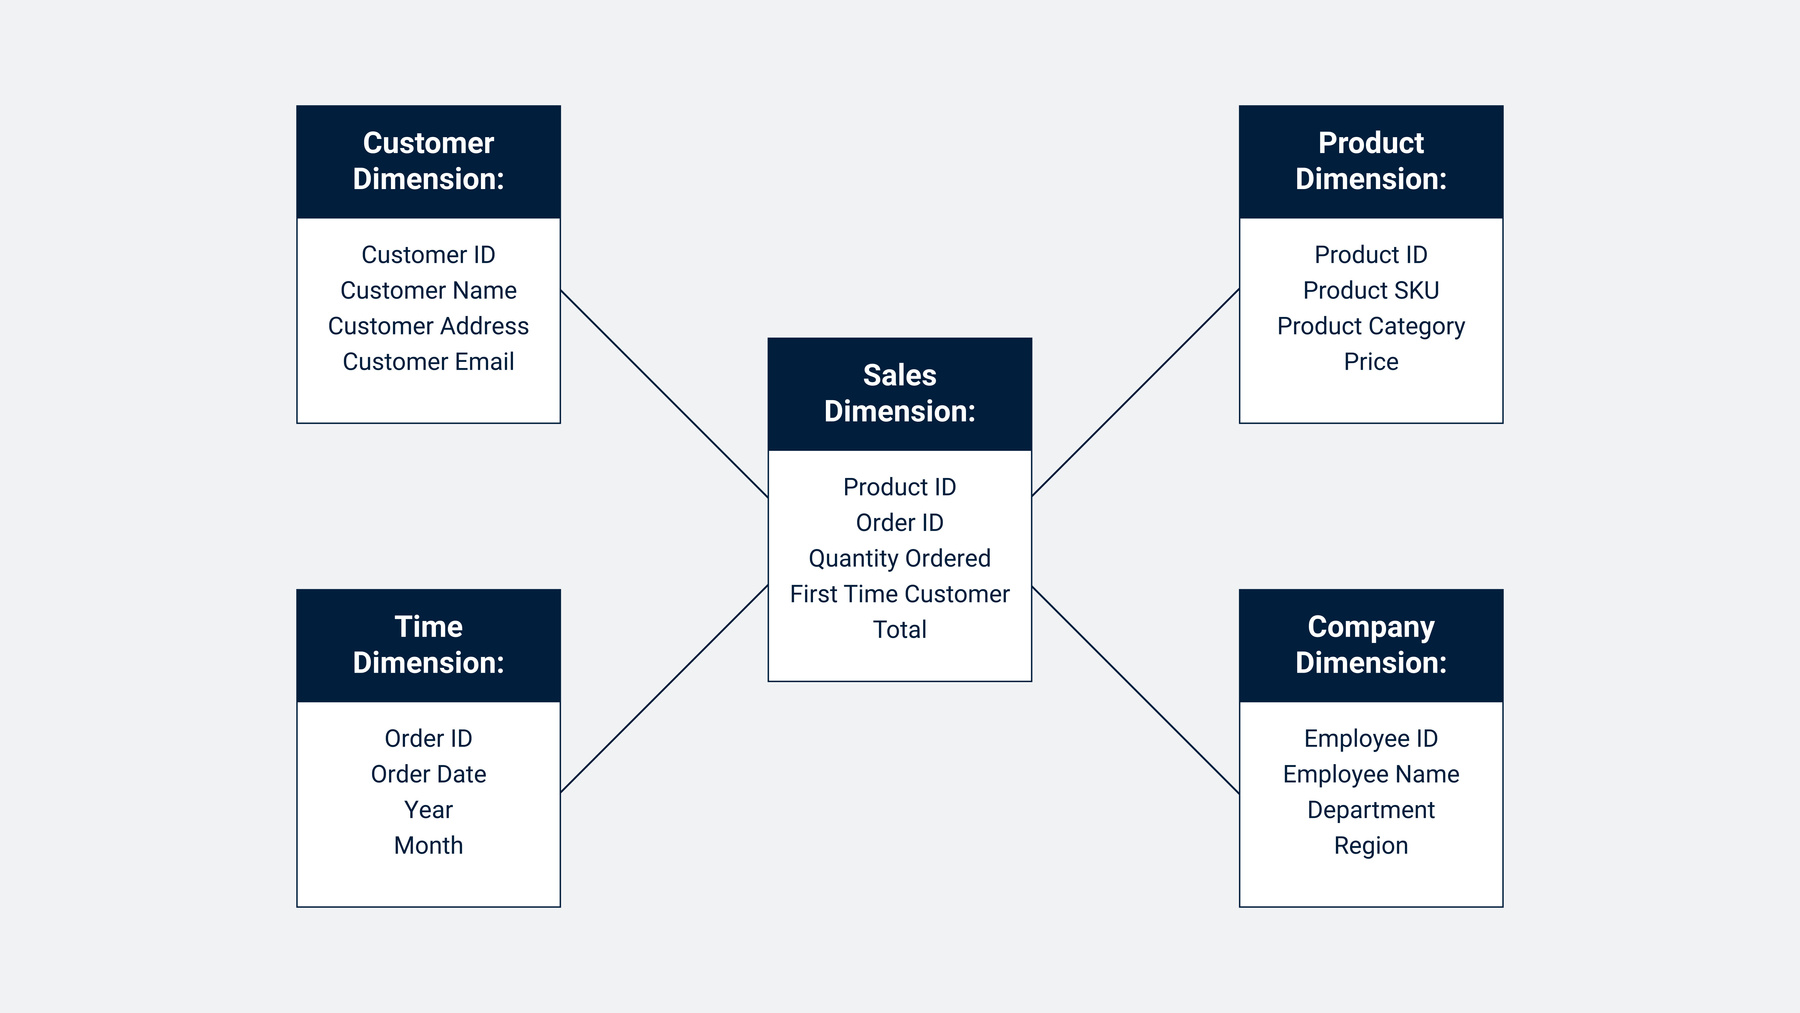 Customer
Dimension:
Customer ID
Customer Name
Customer Address
Customer Email
Product
Dimension:
Product ID
Product SKU
Product Category
Price
Sales
Dimension:
Product ID
Order ID
Quantity Ordered
First Time Customer
Total
Time
Dimension:
Order ID
Order Date
Year
Month
Company
Dimension:
Employee ID
Employee Name
Department
Region